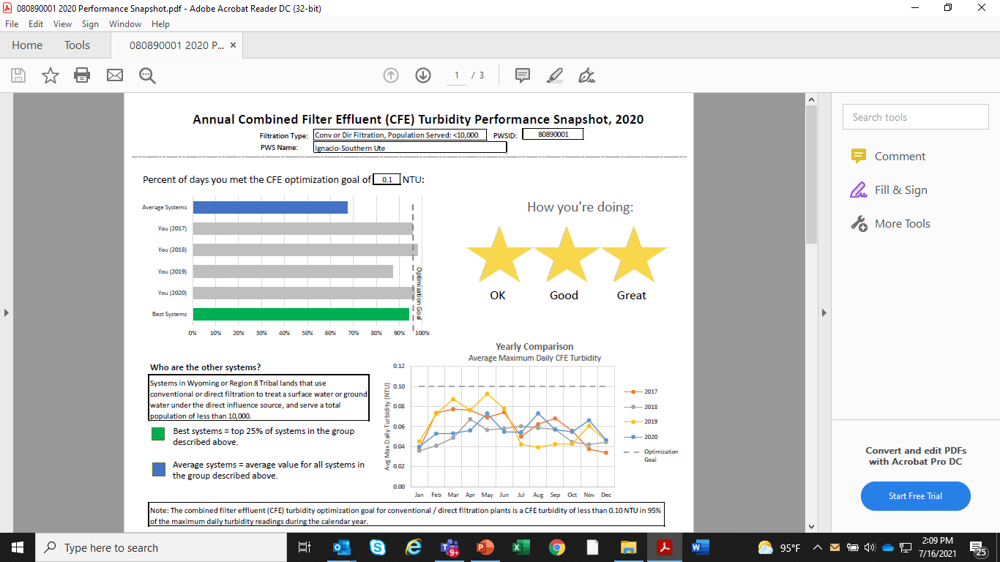 080890001 2020 Performance Snapshot.pdf - Adobe Acrobat Reader DC (32-bit)
File Edit View Sign Window Help
Home Tools 080890001 2020 P... ×
1 / 3
Annual Combined Filter Effluent (CFE) Turbidity Performance Snapshot, 2020
Filtration Type: Conv or Dir Filtration, Population Served: <10,000 PWSID: 80890001
PWS Name: Ignacio-Southern Ute
Percent of days you met the CFE optimization goal of 0.1 NTU:
Average Systems
You (2017)
You (2018)
You (2019)
You (2020)
Best Systems
0% 10% 20% 30% 40% 50% 60% 70% 80% 90% 100%
Optimization Goal
How you're doing:
OK Good Great
Who are the other systems?
Systems in Wyoming or Region 8 Tribal lands that use
conventional or direct filtration to treat a surface water or ground
water under the direct influence source, and serve a total
population of less than 10,000.
Best systems = top 25% of systems in the group
described above.
Average systems = average value for all systems in
the group described above.
Yearly Comparison
Average Maximum Daily CFE Turbidity
Avg Max Daily Turbidity (NTU)
0.12
0.10
0.08
0.06
0.04
0.02
0.00
Jan Feb Mar Apr May Jun Jul Aug Sep Oct Nov Dec
2017
2018
2019
2020
Optimization
Goal
Note: The combined filter effluent (CFE) turbidity optimization goal for conventional / direct filtration plants is a CFE turbidity of less than 0.10 NTU in 95%
of the maximum daily turbidity readings during the calendar year.
Search tools
Comment
Fill & Sign
More Tools
Convert and edit PDFs
with Acrobat Pro DC
Start Free Trial
Type here to search
9+
95°F
2:09 PM
7/16/2021
25